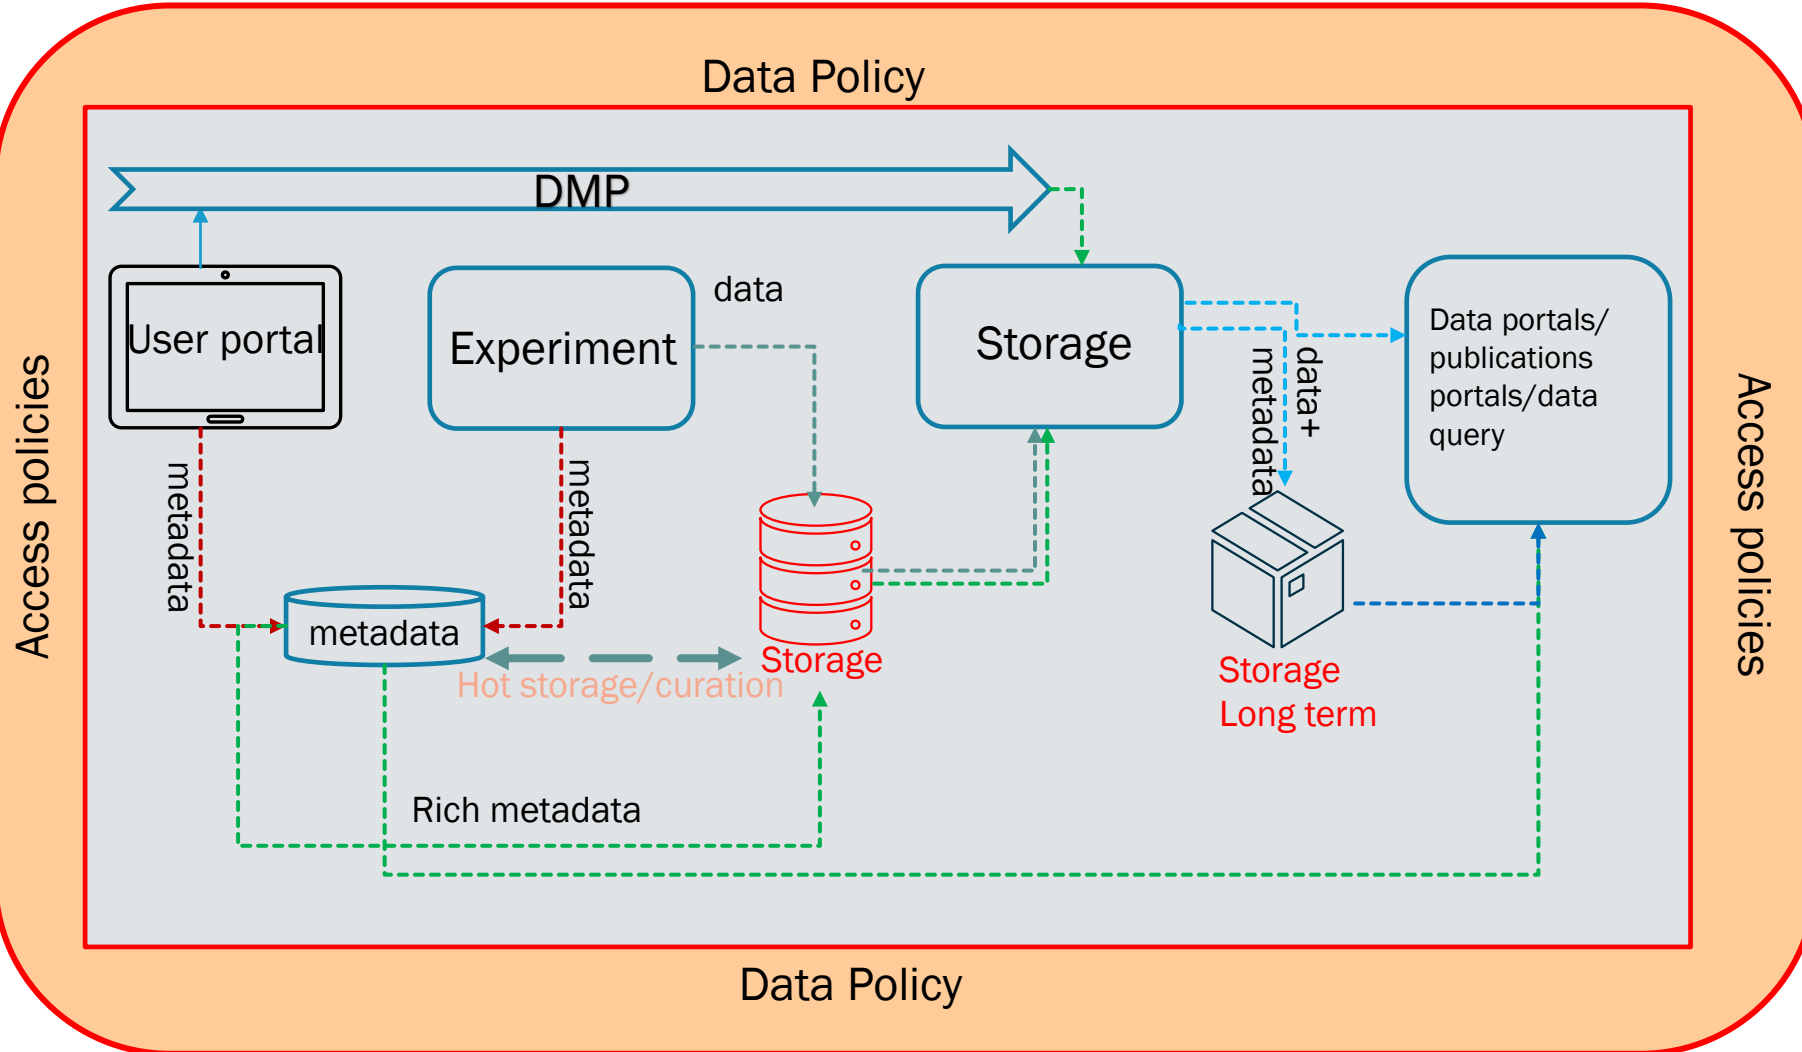 Data Policy
DMP
User portal
Experiment
data
Storage
Data portals/
publications
portals/data
query
data+
metadata
metadata
metadata
metadata
Storage
Hot storage/curation
Storage
Long term
Rich metadata
Access policies
Access policies
Data Policy